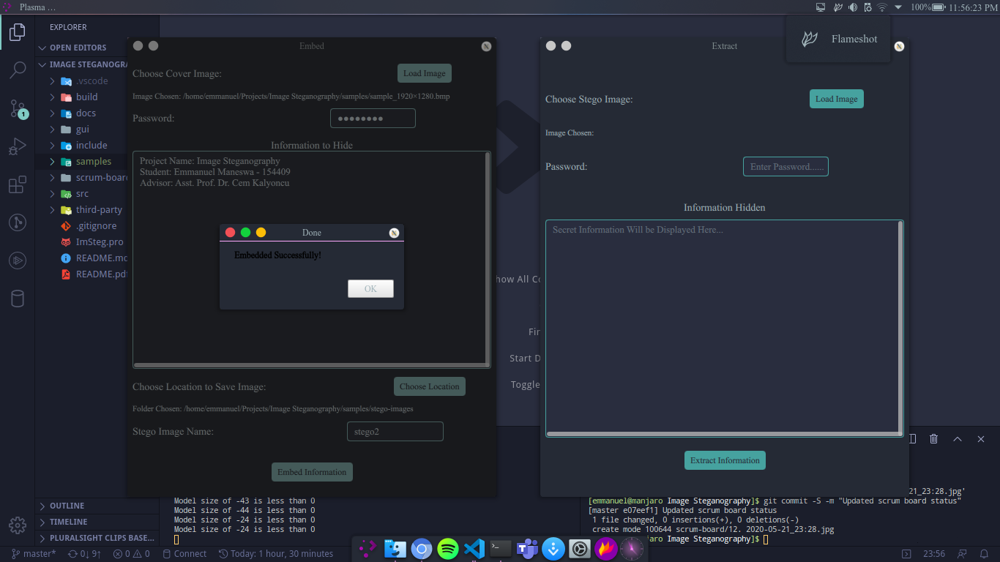 Plasma ...
100%
11:56:23 PM
Flameshot
EXPLORER
OPEN EDITORS
IMAGE STEGANOGRA
.vscode
build
docs
gui
include
samples
scrum-board
src
third-party
.gitignore
ImSteg.pro
README.md
README.pdf
OUTLINE
TIMELINE
PLURALSIGHT CLIPS BASE...
1
Embed
X
Choose Cover Image:
Load Image
Image Chosen: /home/emmanuel/Projects/Image Steganography/samples/sample_1920×1280.bmp
Password:
Information to Hide
Project Name: Image Steganography
Student: Emmanuel Maneswa - 154409
Advisor: Asst. Prof. Dr. Cem Kalyoncu
Done
X
Embedded Successfully!
OK
Choose Location to Save Image:
Choose Location
Folder Chosen: /home/emmanuel/Projects/Image Steganography/samples/stego-images
Stego Image Name:
stego2
Embed Information
how All Co
Fin
Start D
Toggle
Extract
X
Choose Stego Image:
Load Image
Image Chosen:
Password:
Enter Password......
Information Hidden
Secret Information Will be Displayed Here...
Extract Information
Model size of -43 is less than 0
Model size of -44 is less than 0
Model size of -24 is less than 0
Model size of -24 is less than 0
21_23:28.jpg'
[emmanuel@manjaro Image Steganography]$ git commit -S -m "Updated scrum board status"
[master e07eef1] Updated scrum board status
1 file changed, 0 insertions(+), 0 deletions(-)
create mode 100644 scrum-board/12. 2020-05-21_23:28.jpg
njaro Image Steganography]$
master*
0↓ 9↑
0
0
Connect
Today: 1 hour, 30 minutes
23:56